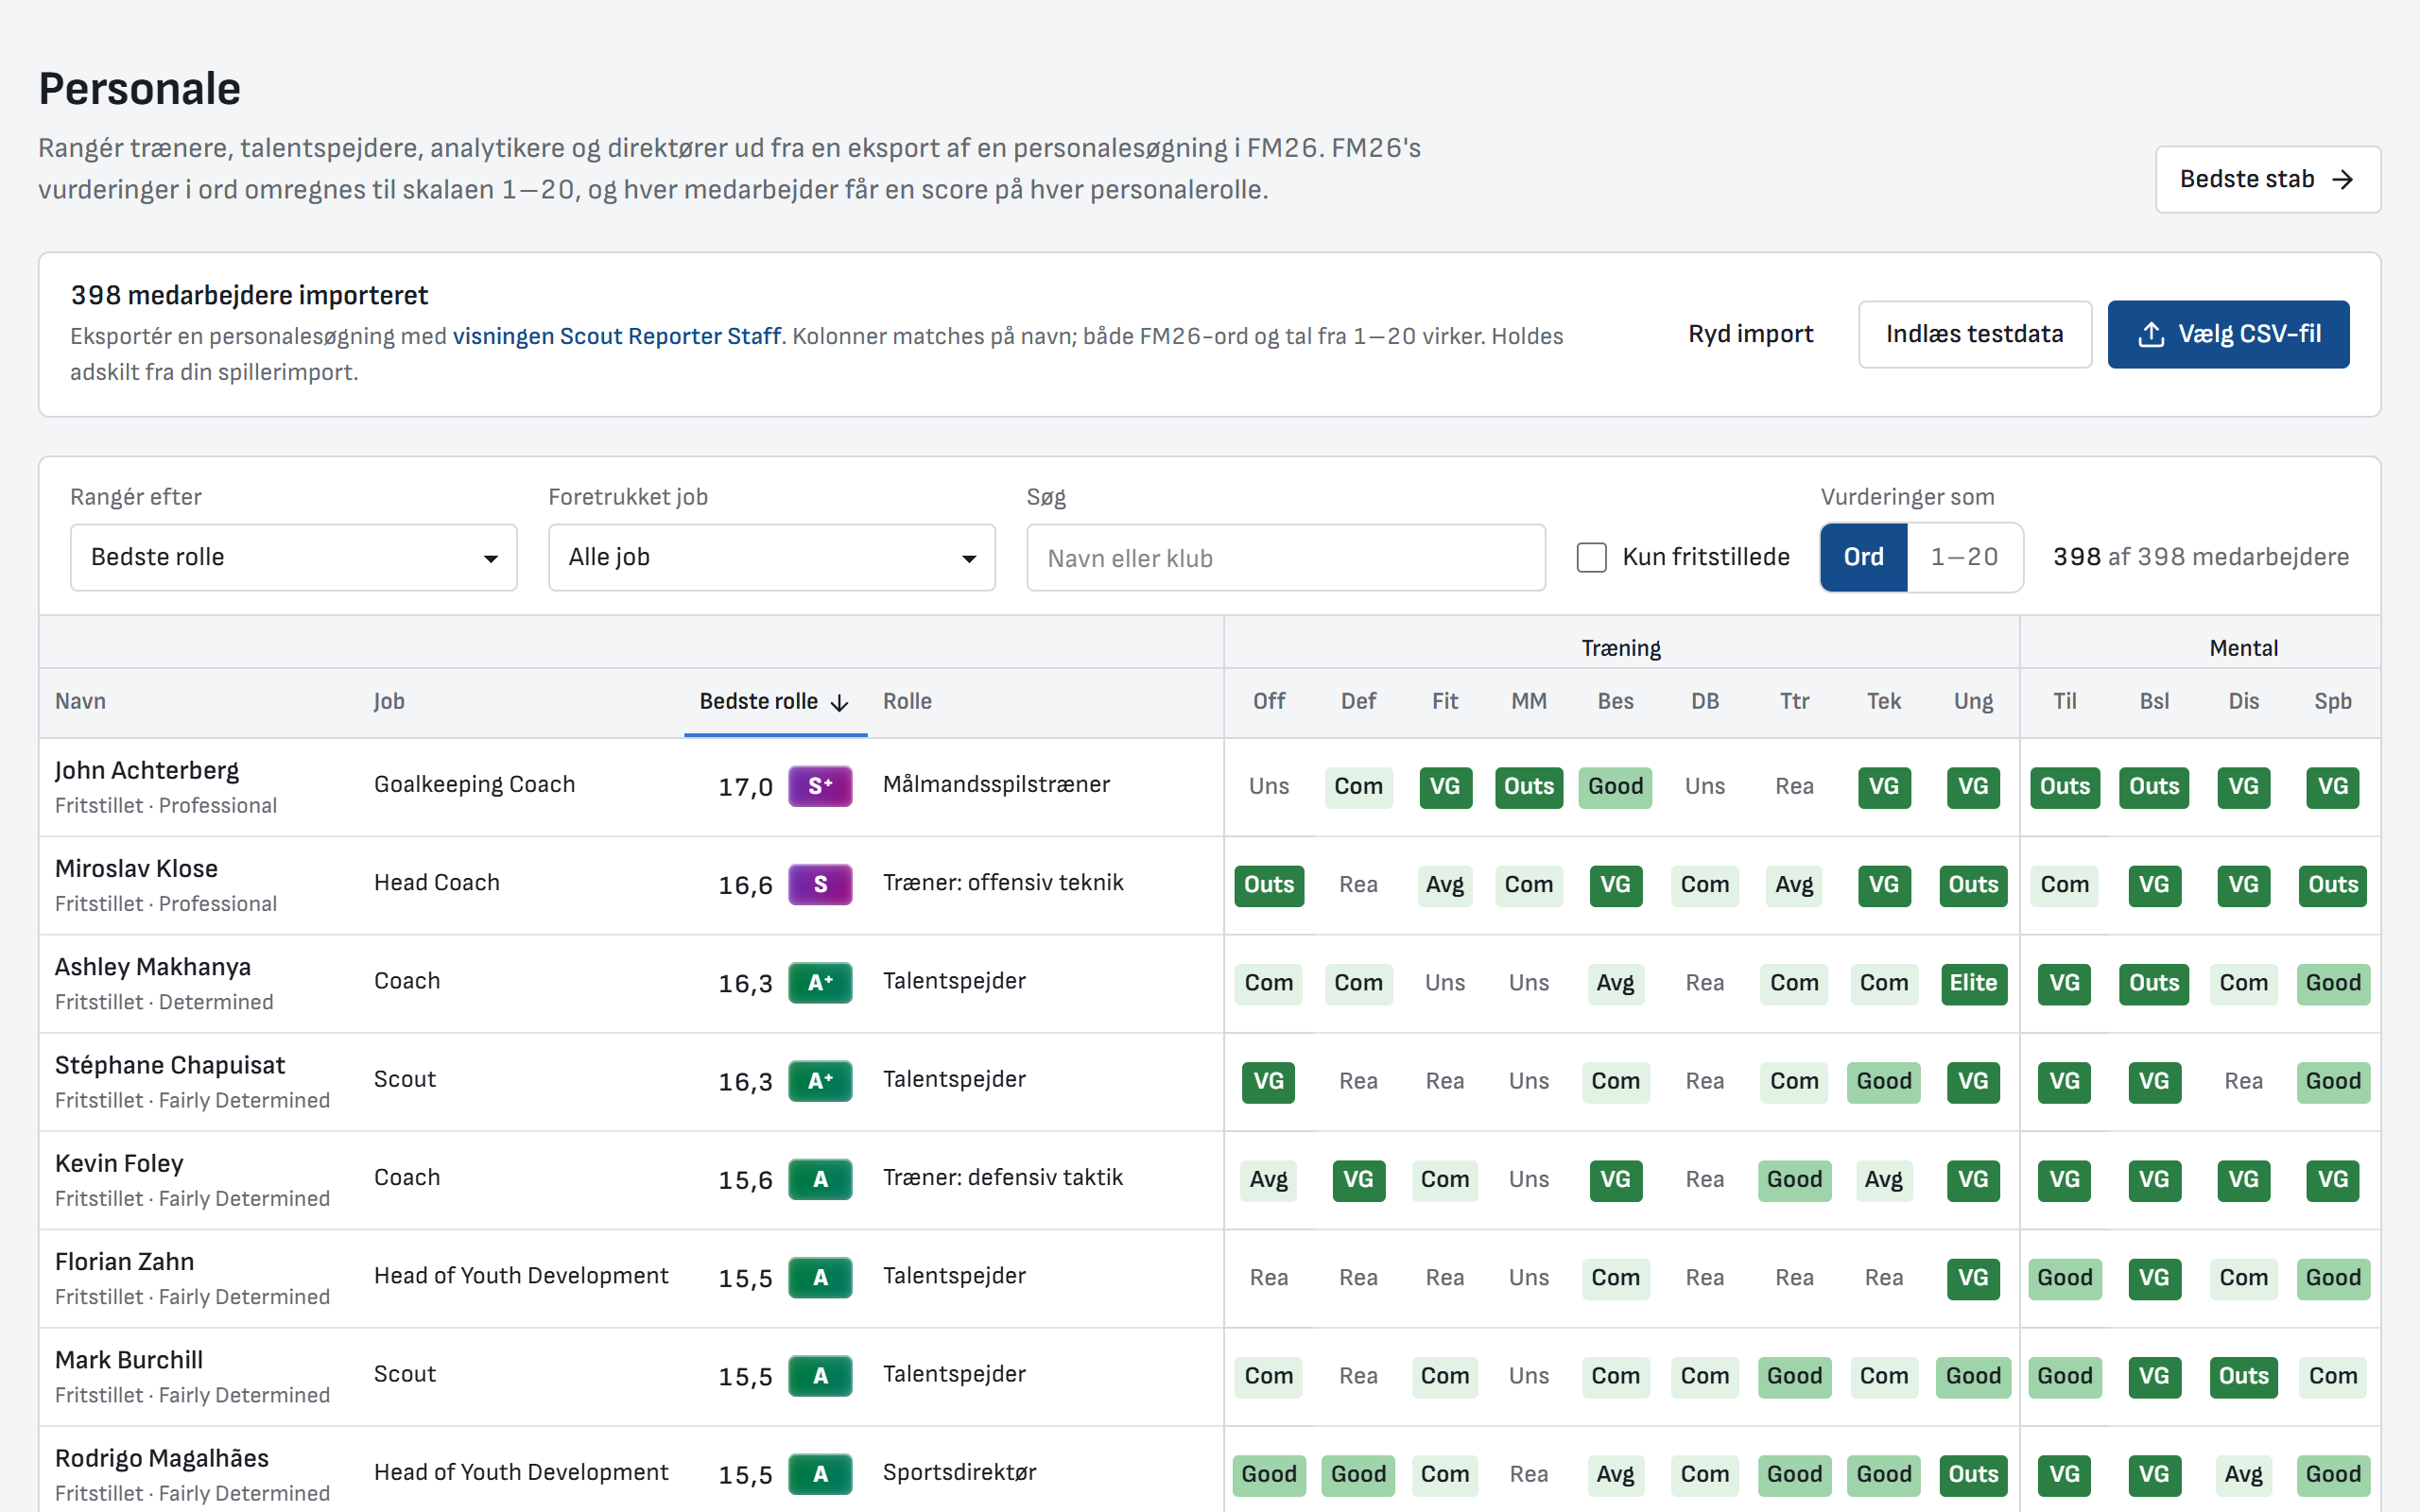 Personale
Rangér trænere, talentspejdere, analytikere og direktører ud fra en eksport af en personalesøgning i FM26. FM26's
vurderinger i ord omregnes til skalaen 1–20, og hver medarbejder får en score på hver personalerolle.
Bedste stab →
398 medarbejdere importeret
Eksportér en personalesøgning med visningen Scout Reporter Staff. Kolonner matches på navn; både FM26-ord og tal fra 1–20 virker. Holdes
adskilt fra din spillerimport.
Ryd import
Indlæs testdata
Vælg CSV-fil
Rangér efter
Foretrukket job
Søg
Vurderinger som
Bedste rolle
Alle job
Navn eller klub
Kun fritstillede
Ord
1–20
398 af 398 medarbejdere
Træning
Mental
Navn Job Bedste rolle ↓ Rolle Off Def Fit MM Bes DB Ttr Tek Ung Til Bsl Dis Spb
John Achterberg
Fritstillet · Professional
Goalkeeping Coach 17,0 S+ Målmandsspilstræner Uns Com VG Outs Good Uns Rea VG VG Outs Outs VG VG
Miroslav Klose
Fritstillet · Professional
Head Coach 16,6 S Træner: offensiv teknik Outs Rea Avg Com VG Com Avg VG Outs Com VG VG Outs
Ashley Makhanya
Fritstillet · Determined
Coach 16,3 A+ Talentspejder Com Com Uns Uns Avg Rea Com Com Elite VG Outs Com Good
Stéphane Chapuisat
Fritstillet · Fairly Determined
Scout 16,3 A+ Talentspejder VG Rea Rea Uns Com Rea Com Good VG VG VG Rea Good
Kevin Foley
Fritstillet · Fairly Determined
Coach 15,6 A Træner: defensiv taktik Avg VG Com Uns VG Rea Good Avg VG VG VG VG VG
Florian Zahn
Fritstillet · Fairly Determined
Head of Youth Development 15,5 A Talentspejder Rea Rea Rea Uns Com Rea Rea Rea VG Good VG Com Good
Mark Burchill
Fritstillet · Fairly Determined
Scout 15,5 A Talentspejder Com Rea Com Uns Com Com Good Com Good Good VG Outs Com
Rodrigo Magalhães
Fritstillet · Fairly Determined
Head of Youth Development 15,5 A Sportsdirektør Good Good Com Rea Avg Com Good Good Outs VG VG Avg Good